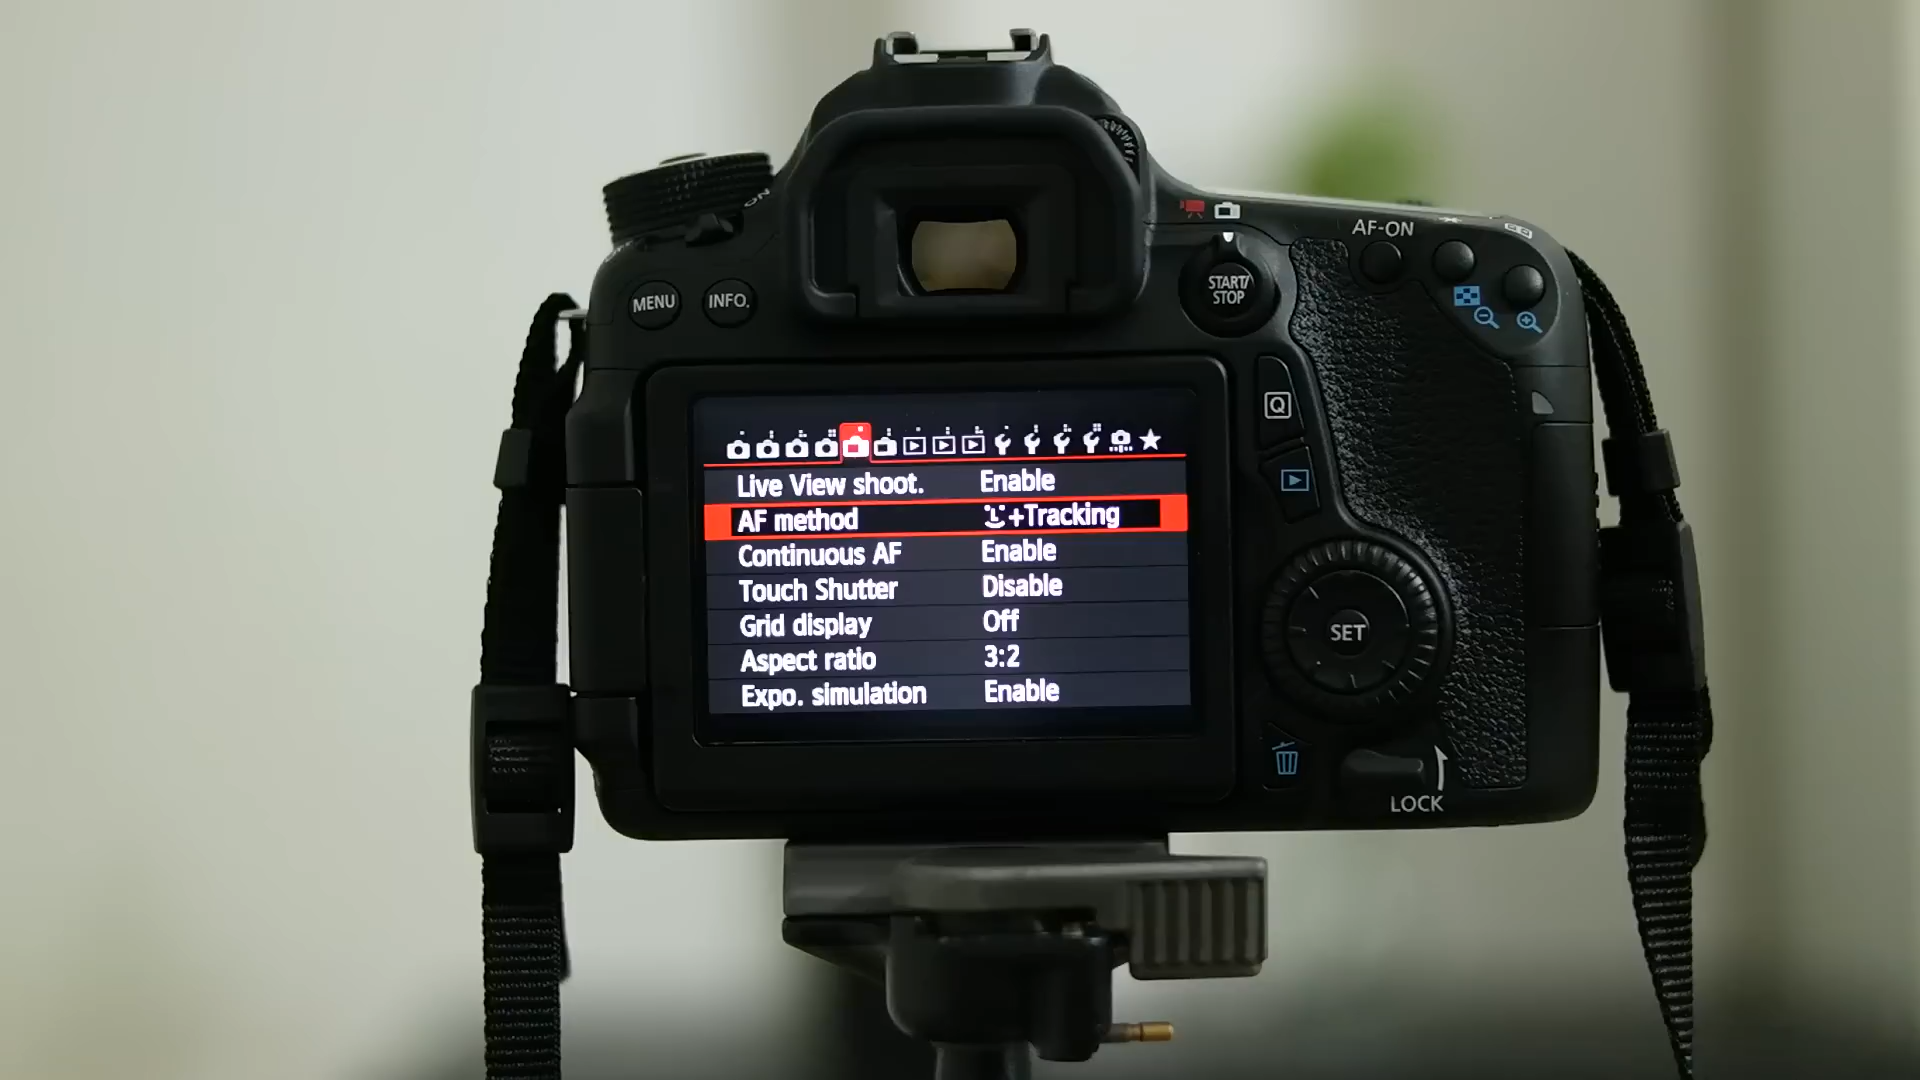 ON
AF-ON
MENU
INFO.
START/
STOP
Q
Live View shoot. Enable
AF method +Tracking
Continuous AF Enable
Touch Shutter Disable
Grid display Off
Aspect ratio 3:2
Expo. simulation Enable
SET
LOCK